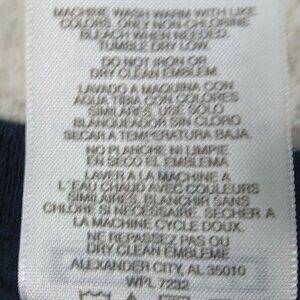 MACHINE WASH WARM WITH LIKE
COLORS. ONLY NON-CHLORINE
BLEACH WHEN NEEDED.
TUMBLE DRY LOW.
DO NOT IRON OR
DRY CLEAN EMBLEM.
LAVADO A MAQUINA CON
AGUA TIBIA CON COLORES
SIMILARES. USE SOLO
BLANQUEADOR SIN CLORO
SECAR A TEMPERATURA BAJA.
NO PLANCHE NI LIMPIE
EN SECO EL EMBLEMA
LAVER A LA MACHINE A
L'EAU CHAUD AVEC COULEURS
SIMILAIRES. BLANCHIR SANS
CHLORE SI NECESSAIRE. SECHER A
LA MACHINE CYCLE DOUX.
NE REPASSEZ PAS OU
DRY CLEAN EMBLEME
ALEXANDER CITY, AL 35010
WPL 7232